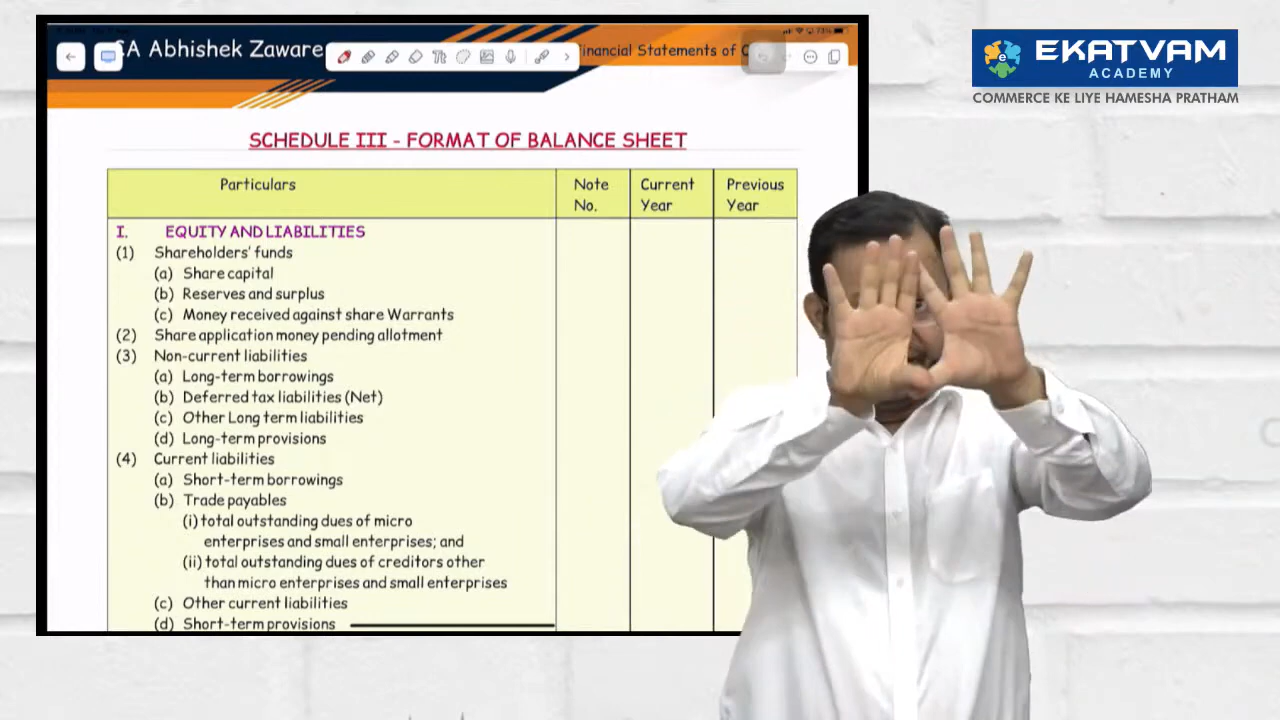 CA Abhishek Zaware
Financial Statements of
EKATVAM
ACADEMY
COMMERCE KE LIYE HAMESHA PRATHAM
SCHEDULE III - FORMAT OF BALANCE SHEET
Particulars Note No. Current Year Previous Year
I. EQUITY AND LIABILITIES
(1) Shareholders' funds
(a) Share capital
(b) Reserves and surplus
(c) Money received against share Warrants
(2) Share application money pending allotment
(3) Non-current liabilities
(a) Long-term borrowings
(b) Deferred tax liabilities (Net)
(c) Other Long term liabilities
(d) Long-term provisions
(4) Current liabilities
(a) Short-term borrowings
(b) Trade payables
(i) total outstanding dues of micro
enterprises and small enterprises; and
(ii) total outstanding dues of creditors other
than micro enterprises and small enterprises
(c) Other current liabilities
(d) Short-term provisions